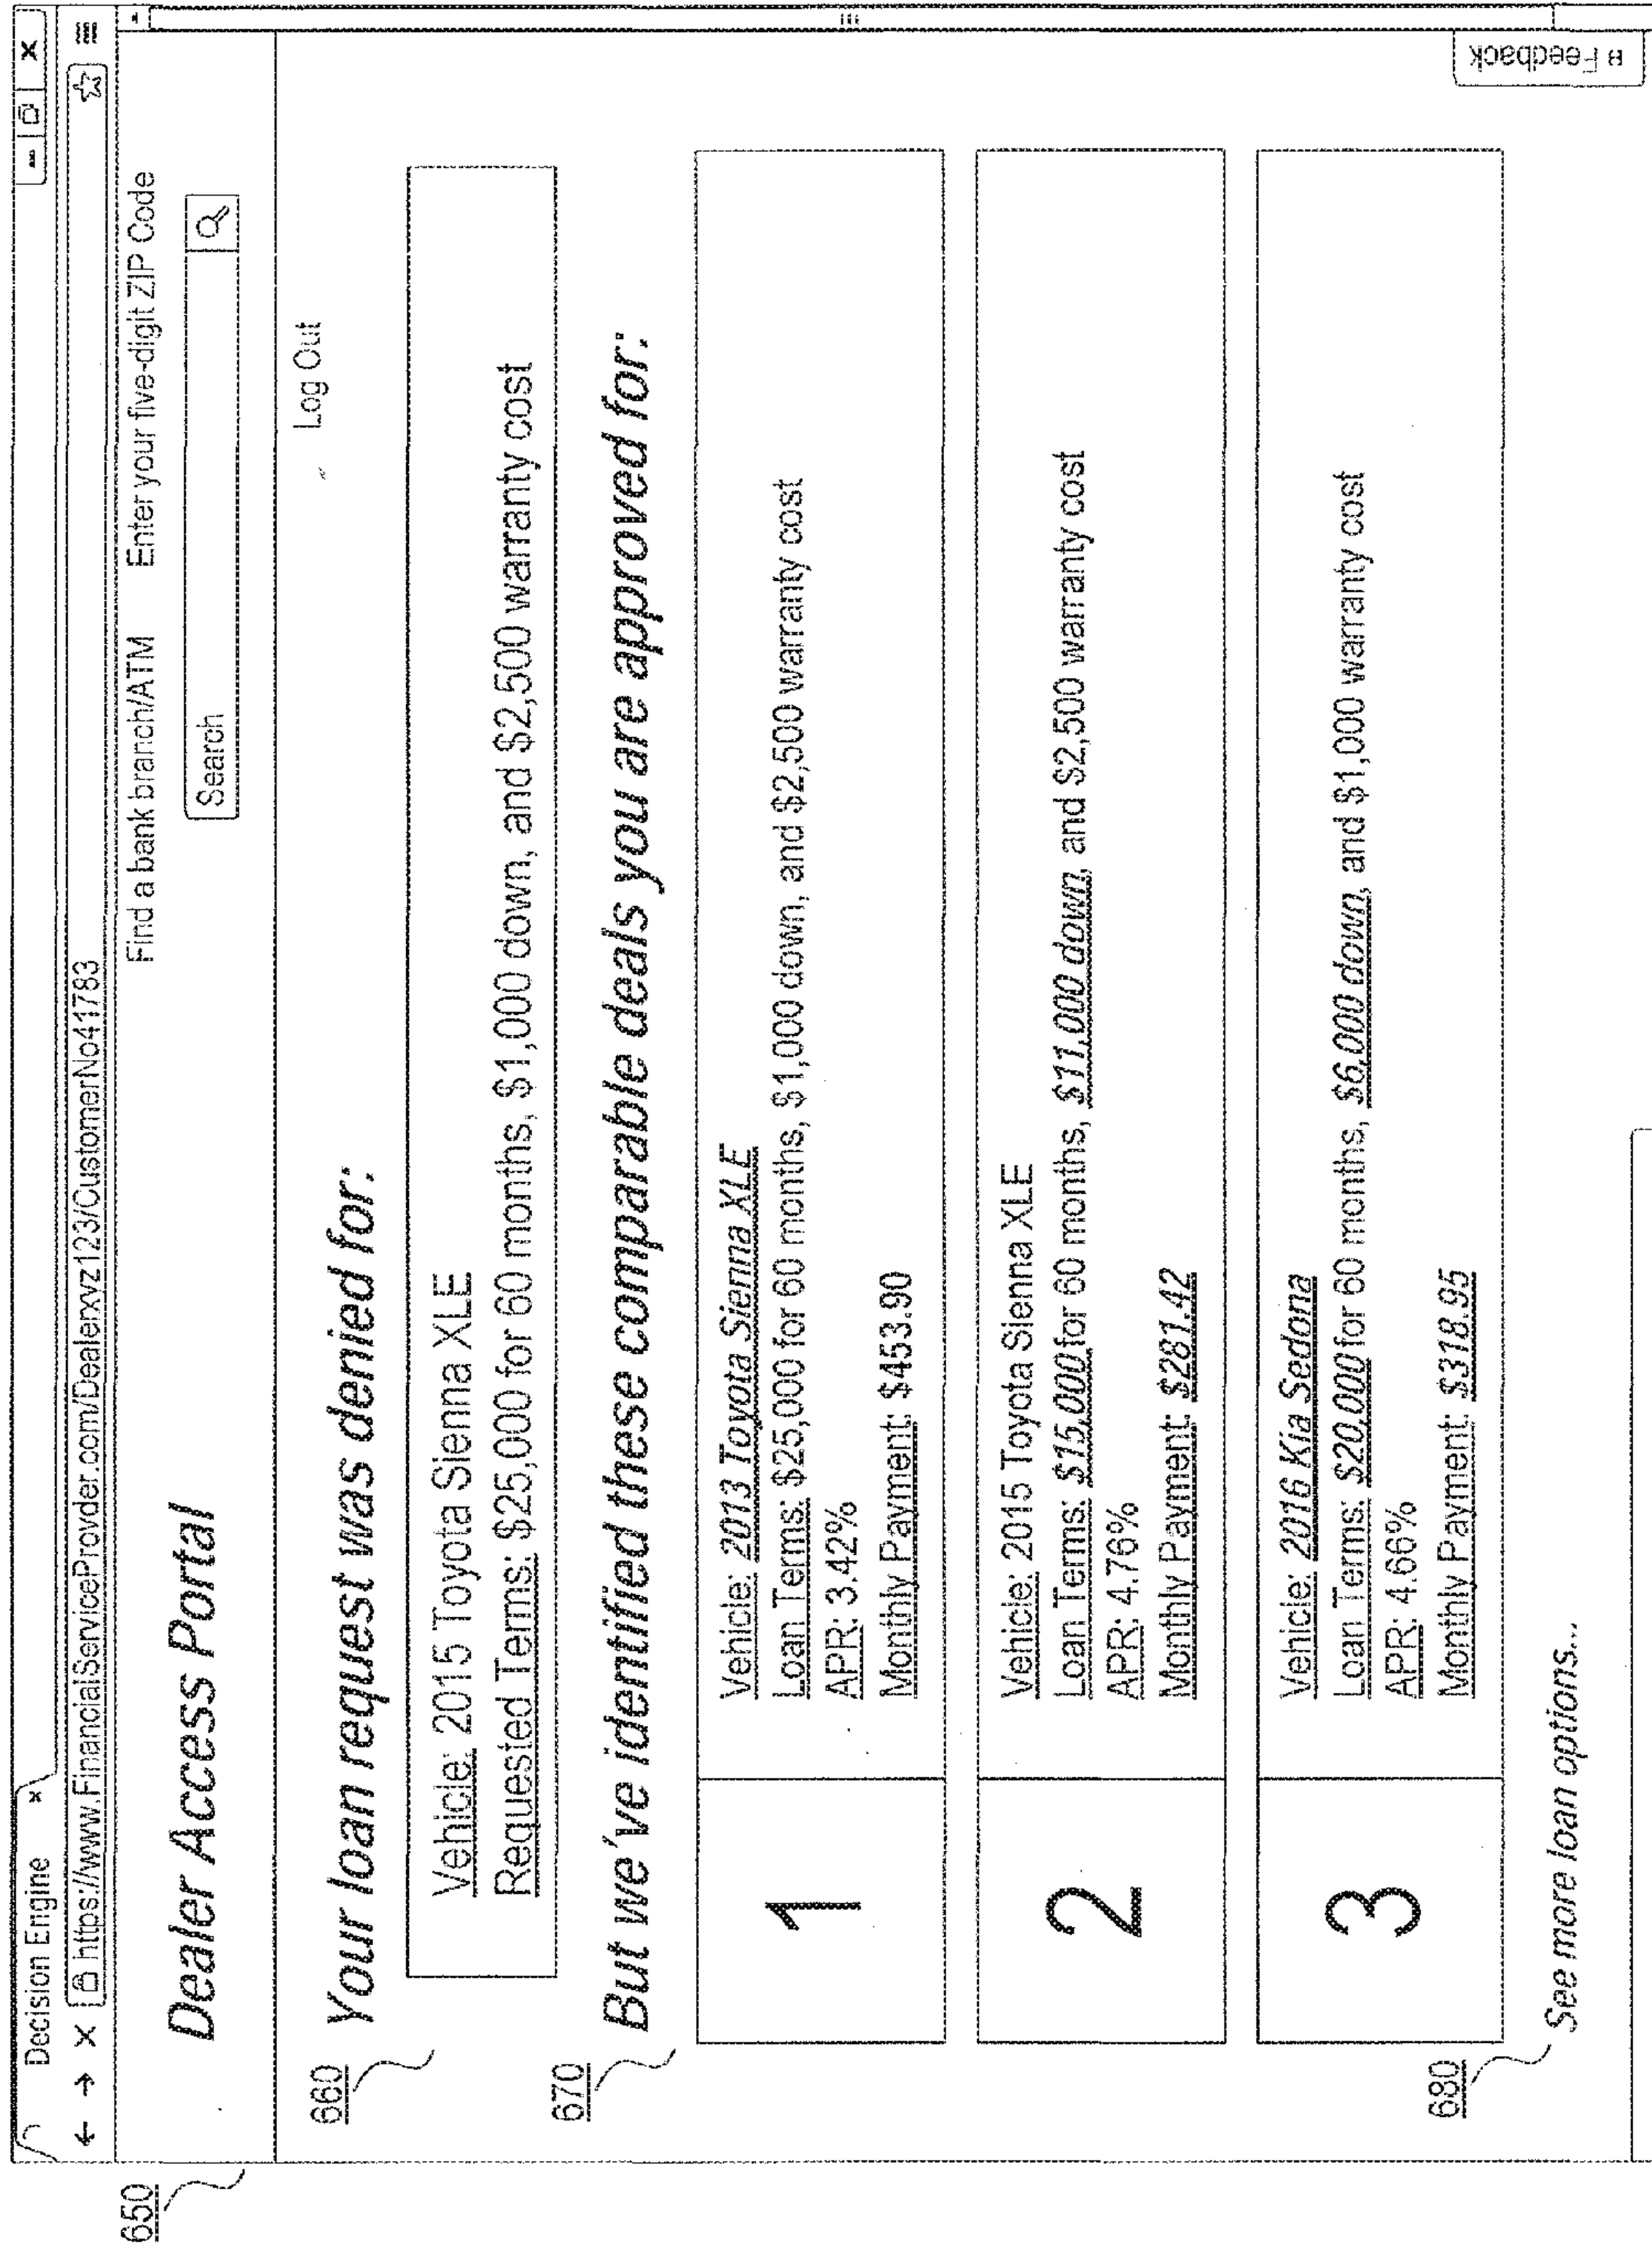 650
Decision Engine x
https://www.FinancialServiceProvder.com/Dealerxyz123/CustomerNo41783
Dealer Access Portal
Find a bank branch/ATM Enter your five-digit ZIP Code
Search
Log Out
660
Your loan request was denied for:
Vehicle: 2015 Toyota Sienna XLE
Requested Terms: $25,000 for 60 months, $1,000 down, and $2,500 warranty cost
670
But we've identified these comparable deals you are approved for:
1
Vehicle: 2013 Toyota Sienna XLE
Loan Terms: $25,000 for 60 months, $1,000 down, and $2,500 warranty cost
APR: 3.42%
Monthly Payment: $453.90
2
Vehicle: 2015 Toyota Sienna XLE
Loan Terms: $15,000 for 60 months, $11,000 down, and $2,500 warranty cost
APR: 4.76%
Monthly Payment: $281.42
3
Vehicle: 2016 Kia Sedona
Loan Terms: $20,000 for 60 months, $6,000 down, and $1,000 warranty cost
APR: 4.66%
Monthly Payment: $318.95
680
See more loan options...
Feedback